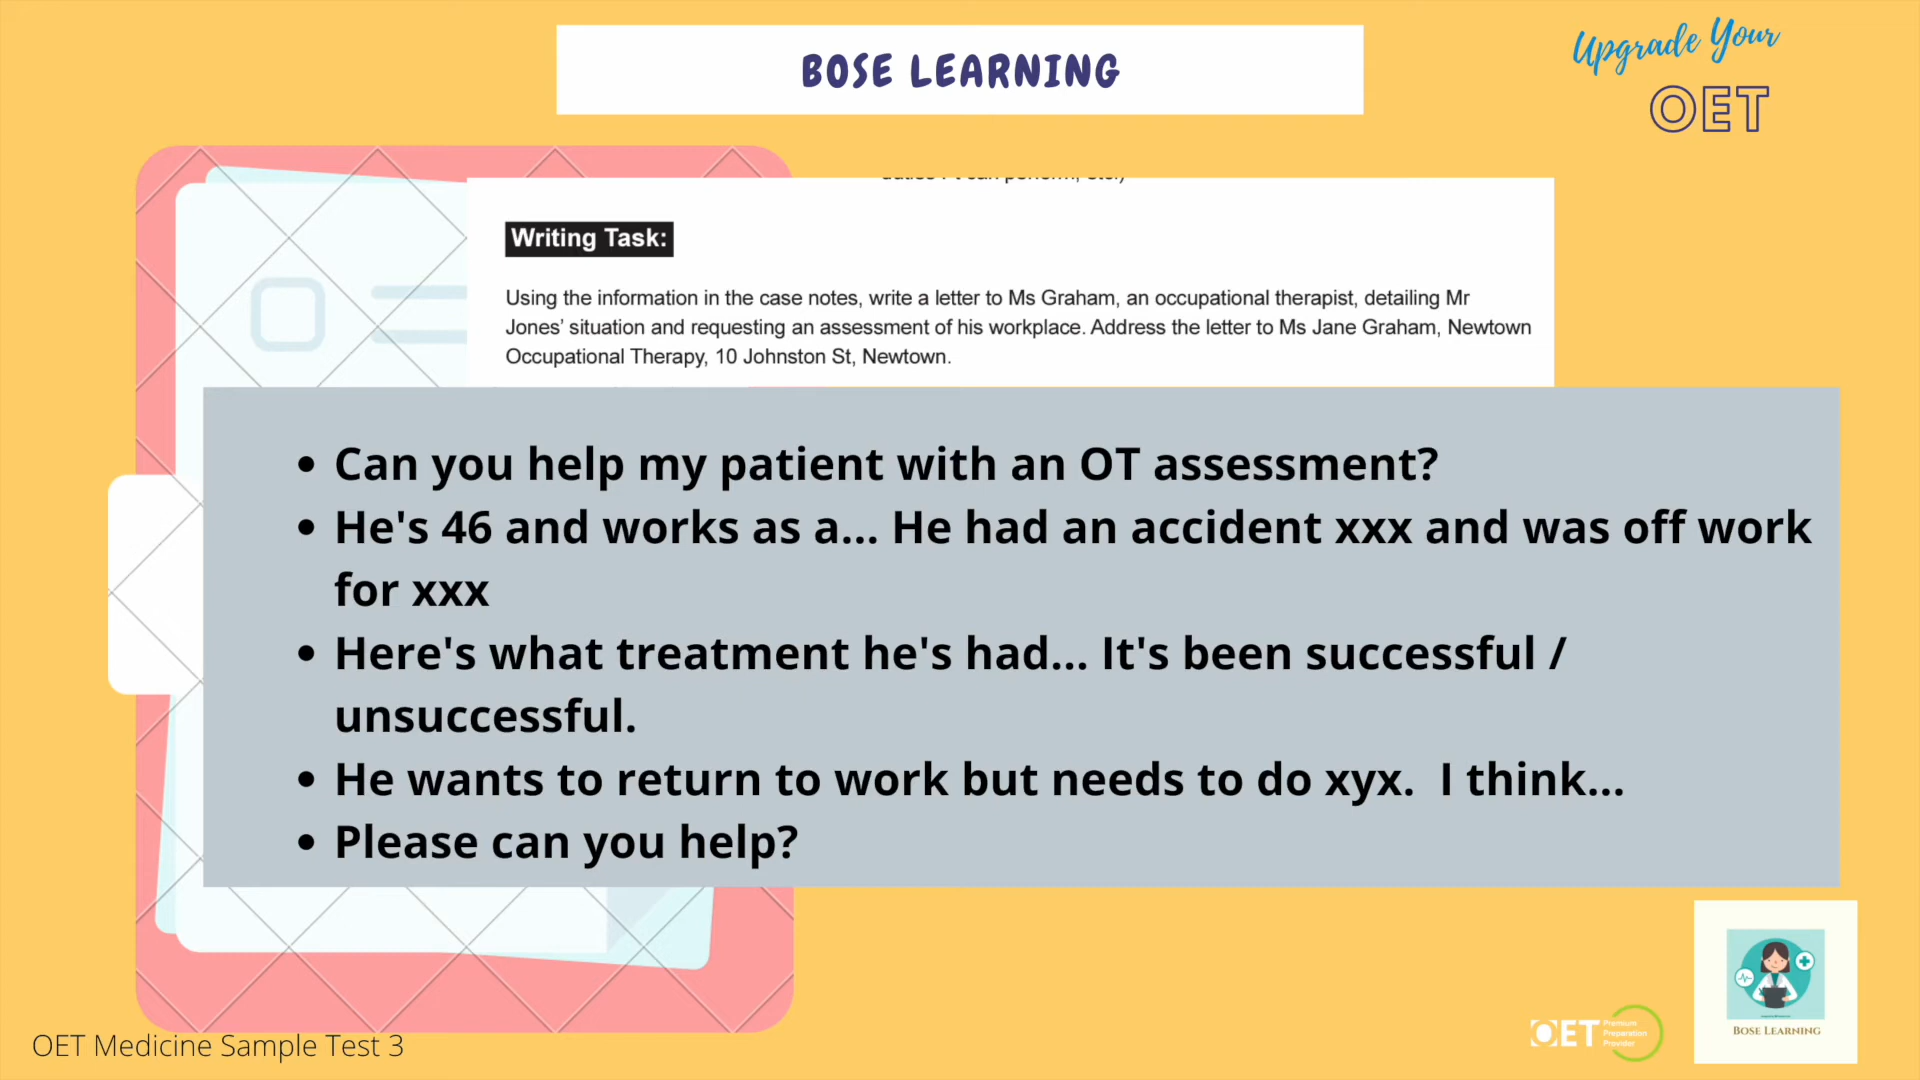 BOSE LEARNING
Upgrade Your
OET
Writing Task:
Using the information in the case notes, write a letter to Ms Graham, an occupational therapist, detailing Mr
Jones’ situation and requesting an assessment of his workplace. Address the letter to Ms Jane Graham, Newtown
Occupational Therapy, 10 Johnston St, Newtown.
• Can you help my patient with an OT assessment?
• He's 46 and works as a... He had an accident xxx and was off work
for xxx
• Here's what treatment he's had... It's been successful /
unsuccessful.
• He wants to return to work but needs to do xyx. I think...
• Please can you help?
OET Medicine Sample Test 3
OET
Premium
Preparation
Provider
BOSE LEARNING